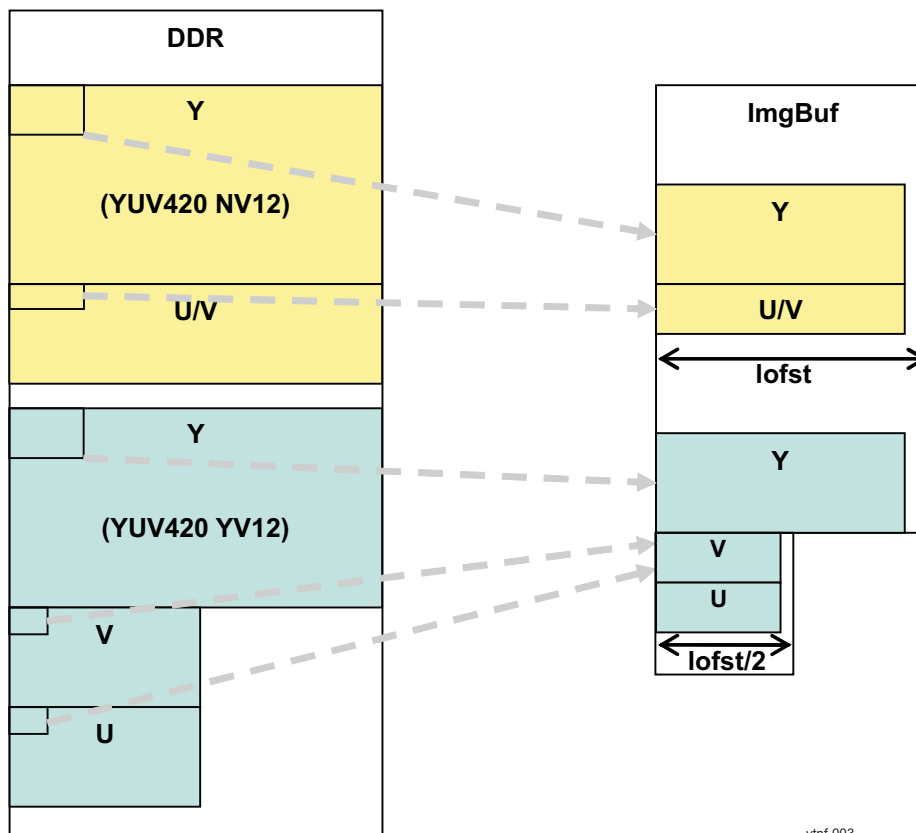 DDR
Y
(YUV420 NV12)
U/V
Y
(YUV420 YV12)
V
U
ImgBuf
Y
U/V
lofst
Y
V
U
lofst/2